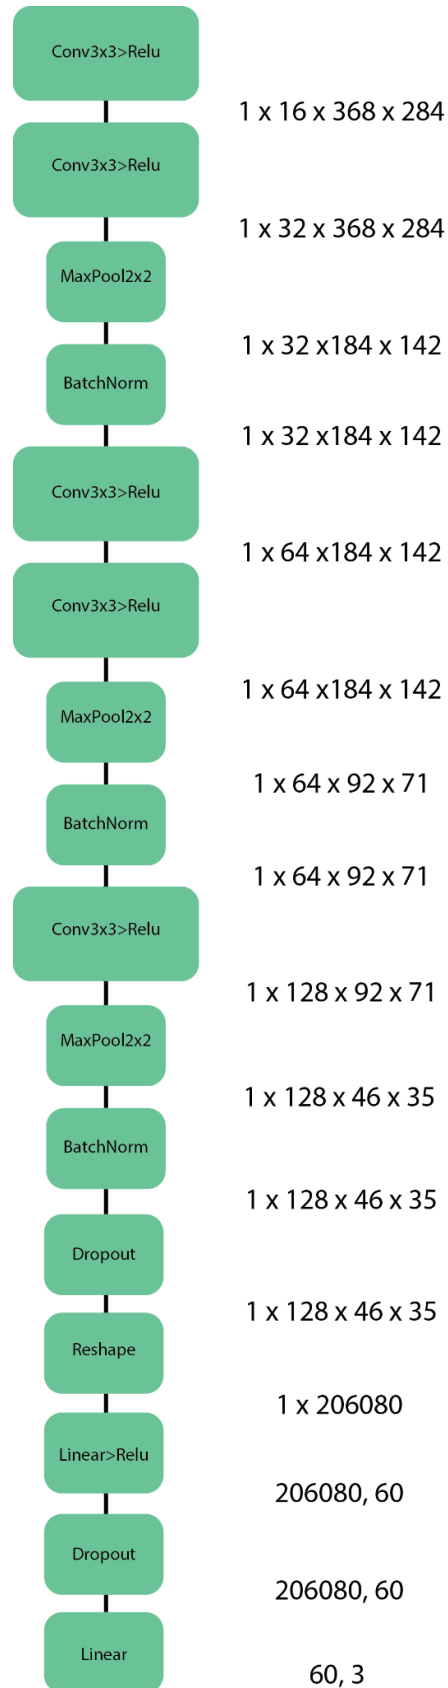 Conv3x3>Relu
1 x 16 x 368 x 284
Conv3x3>Relu
1 x 32 x 368 x 284
MaxPool2x2
1 x 32 x184 x 142
BatchNorm
1 x 32 x184 x 142
Conv3x3>Relu
1 x 64 x184 x 142
Conv3x3>Relu
1 x 64 x184 x 142
MaxPool2x2
1 x 64 x 92 x 71
BatchNorm
1 x 64 x 92 x 71
Conv3x3>Relu
1 x 128 x 92 x 71
MaxPool2x2
1 x 128 x 46 x 35
BatchNorm
1 x 128 x 46 x 35
Dropout
1 x 128 x 46 x 35
Reshape
1 x 206080
Linear>Relu
206080, 60
Dropout
206080, 60
Linear
60, 3